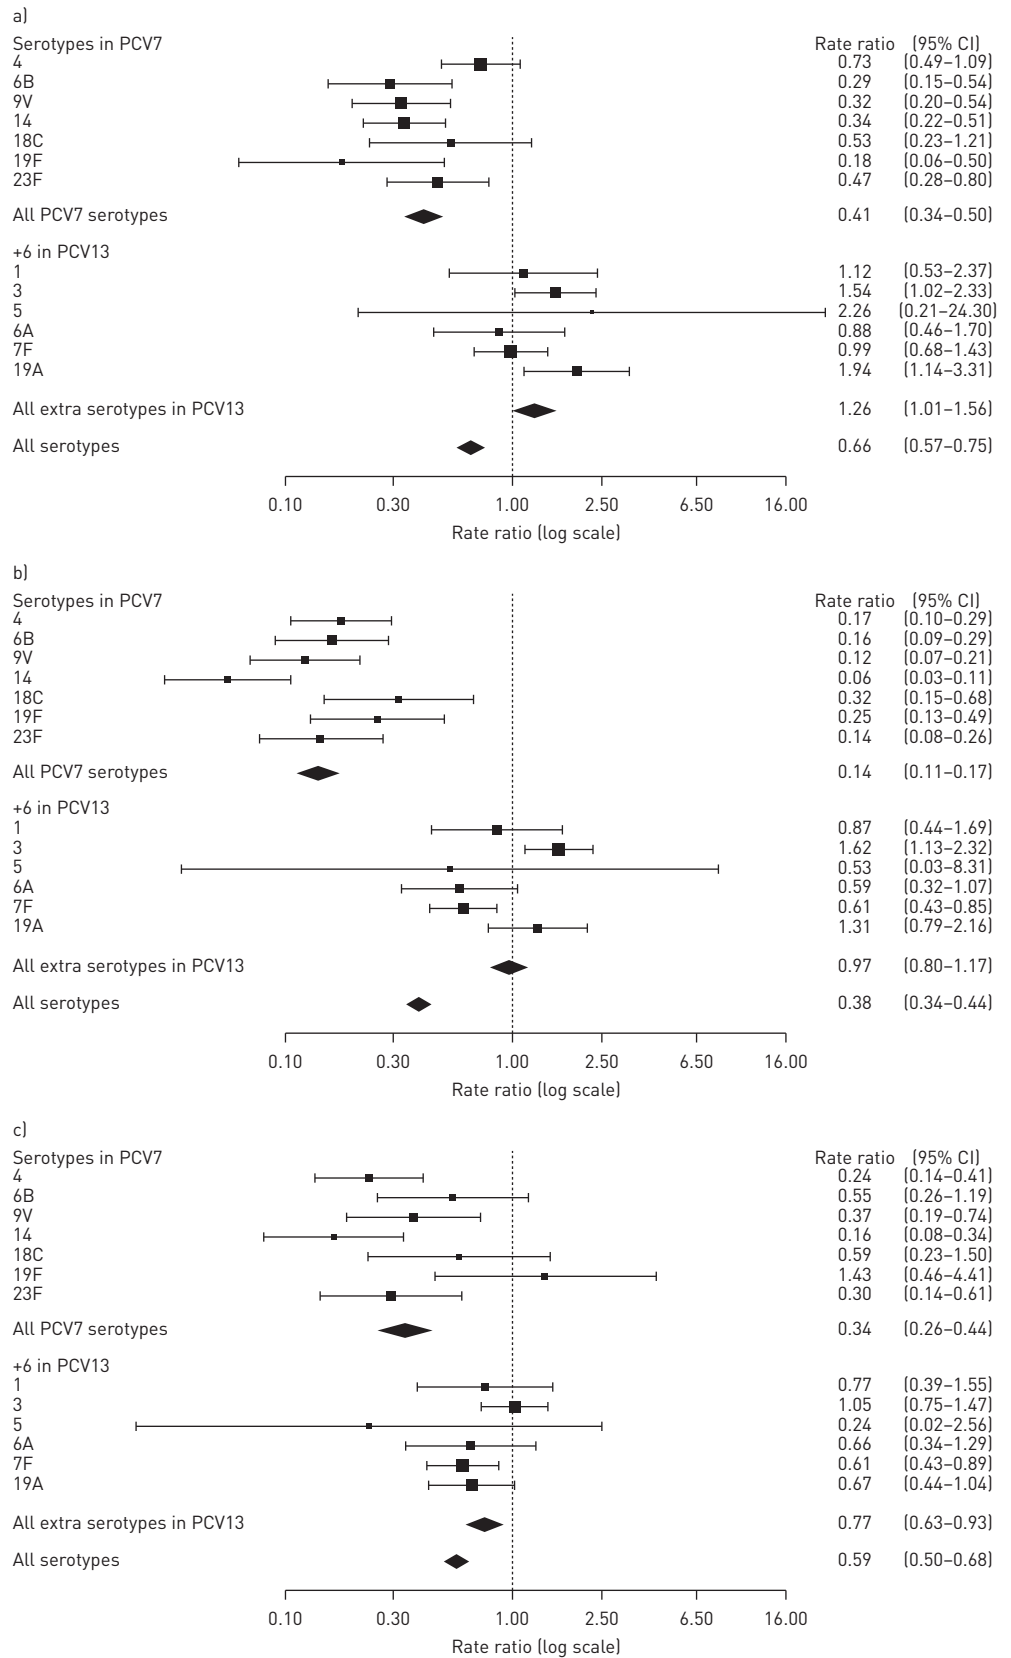 a)
Serotypes in PCV7 Rate ratio (95% CI)
4 0.73 (0.49–1.09)
6B 0.29 (0.15–0.54)
9V 0.32 (0.20–0.54)
14 0.34 (0.22–0.51)
18C 0.53 (0.23–1.21)
19F 0.18 (0.06–0.50)
23F 0.47 (0.28–0.80)
All PCV7 serotypes 0.41 (0.34–0.50)
+6 in PCV13
1 1.12 (0.53–2.37)
3 1.54 (1.02–2.33)
5 2.26 (0.21–24.30)
6A 0.88 (0.46–1.70)
7F 0.99 (0.68–1.43)
19A 1.94 (1.14–3.31)
All extra serotypes in PCV13 1.26 (1.01–1.56)
All serotypes 0.66 (0.57–0.75)
0.10 0.30 1.00 2.50 6.50 16.00
Rate ratio (log scale)
b)
Serotypes in PCV7 Rate ratio (95% CI)
4 0.17 (0.10–0.29)
6B 0.16 (0.09–0.29)
9V 0.12 (0.07–0.21)
14 0.06 (0.03–0.11)
18C 0.32 (0.15–0.68)
19F 0.25 (0.13–0.49)
23F 0.14 (0.08–0.26)
All PCV7 serotypes 0.14 (0.11–0.17)
+6 in PCV13
1 0.87 (0.44–1.69)
3 1.62 (1.13–2.32)
5 0.53 (0.03–8.31)
6A 0.59 (0.32–1.07)
7F 0.61 (0.43–0.85)
19A 1.31 (0.79–2.16)
All extra serotypes in PCV13 0.97 (0.80–1.17)
All serotypes 0.38 (0.34–0.44)
0.10 0.30 1.00 2.50 6.50 16.00
Rate ratio (log scale)
c)
Serotypes in PCV7 Rate ratio (95% CI)
4 0.24 (0.14–0.41)
6B 0.55 (0.26–1.19)
9V 0.37 (0.19–0.74)
14 0.16 (0.08–0.34)
18C 0.59 (0.23–1.50)
19F 1.43 (0.46–4.41)
23F 0.30 (0.14–0.61)
All PCV7 serotypes 0.34 (0.26–0.44)
+6 in PCV13
1 0.77 (0.39–1.55)
3 1.05 (0.75–1.47)
5 0.24 (0.02–2.56)
6A 0.66 (0.34–1.29)
7F 0.61 (0.43–0.89)
19A 0.67 (0.44–1.04)
All extra serotypes in PCV13 0.77 (0.63–0.93)
All serotypes 0.59 (0.50–0.68)
0.10 0.30 1.00 2.50 6.50 16.00
Rate ratio (log scale)